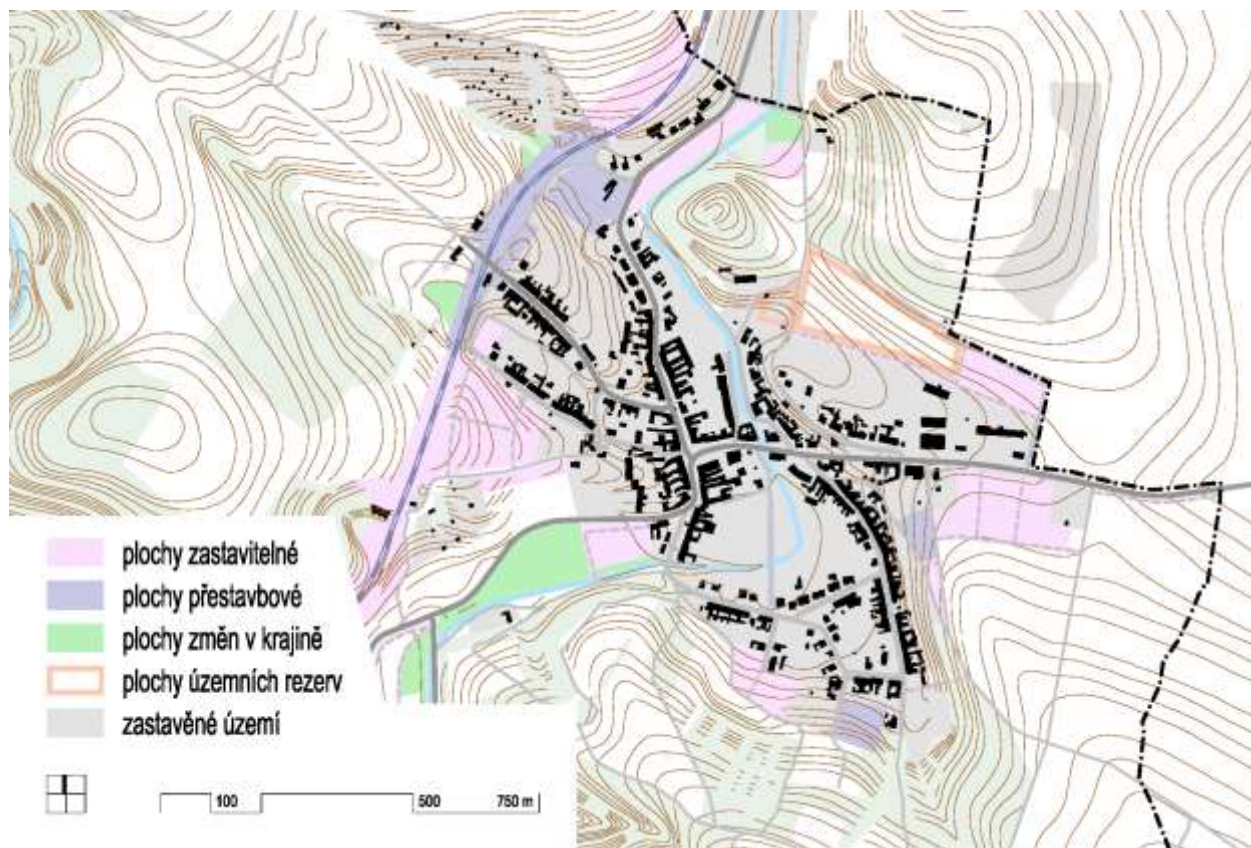 plochy zastavitelné
plochy přestavbové
plochy změn v krajině
plochy územních rezerv
zastavěné území
100 500 750 m